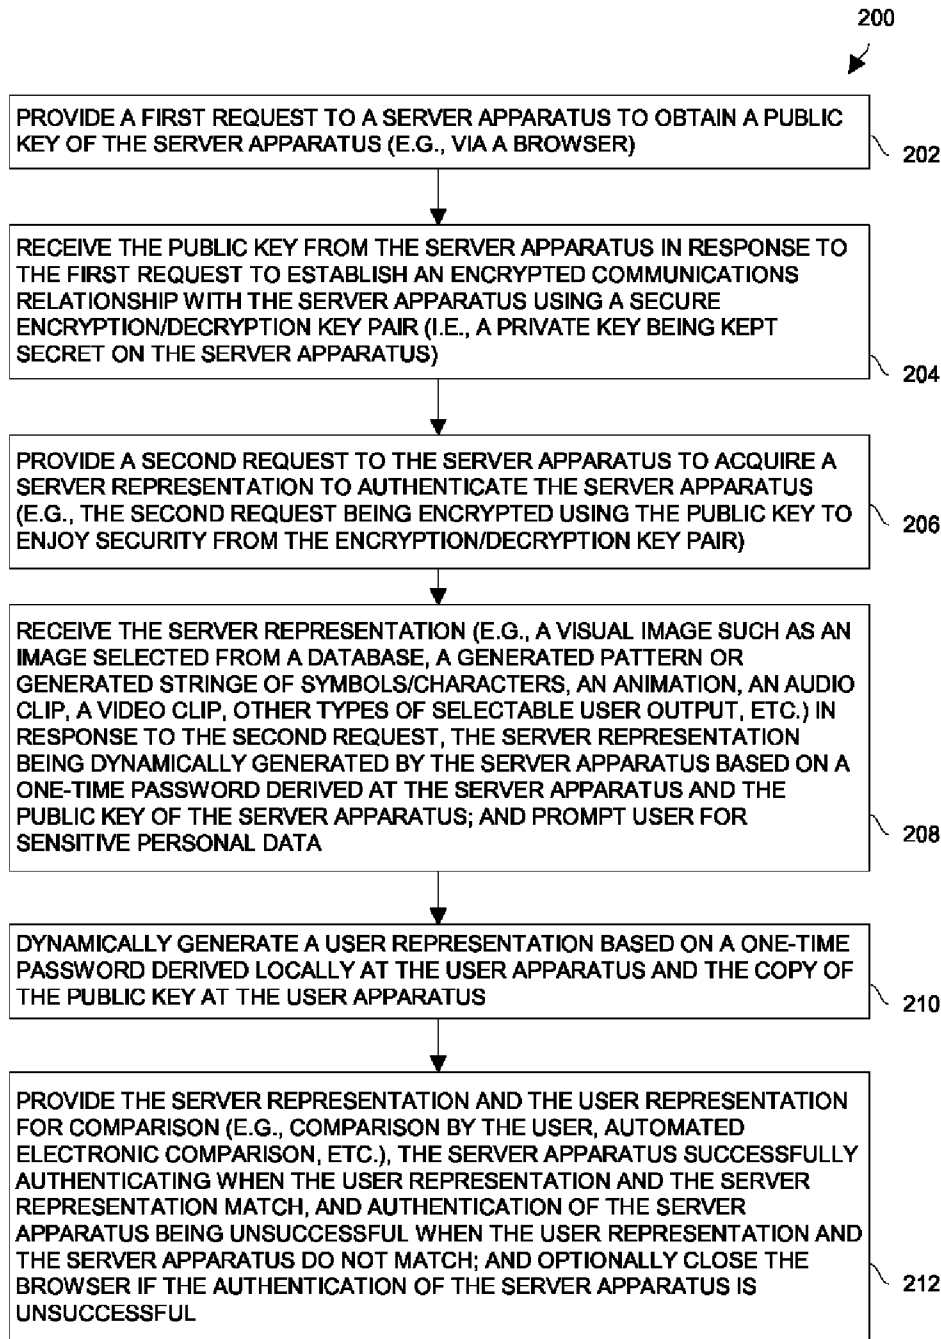 200
PROVIDE A FIRST REQUEST TO A SERVER APPARATUS TO OBTAIN A PUBLIC
KEY OF THE SERVER APPARATUS (E.G., VIA A BROWSER)
202
RECEIVE THE PUBLIC KEY FROM THE SERVER APPARATUS IN RESPONSE TO
THE FIRST REQUEST TO ESTABLISH AN ENCRYPTED COMMUNICATIONS
RELATIONSHIP WITH THE SERVER APPARATUS USING A SECURE
ENCRYPTION/DECRYPTION KEY PAIR (I.E., A PRIVATE KEY BEING KEPT
SECRET ON THE SERVER APPARATUS)
204
PROVIDE A SECOND REQUEST TO THE SERVER APPARATUS TO ACQUIRE A
SERVER REPRESENTATION TO AUTHENTICATE THE SERVER APPARATUS
(E.G., THE SECOND REQUEST BEING ENCRYPTED USING THE PUBLIC KEY TO
ENJOY SECURITY FROM THE ENCRYPTION/DECRYPTION KEY PAIR)
206
RECEIVE THE SERVER REPRESENTATION (E.G., A VISUAL IMAGE SUCH AS AN
IMAGE SELECTED FROM A DATABASE, A GENERATED PATTERN OR
GENERATED STRINGE OF SYMBOLS/CHARACTERS, AN ANIMATION, AN AUDIO
CLIP, A VIDEO CLIP, OTHER TYPES OF SELECTABLE USER OUTPUT, ETC.) IN
RESPONSE TO THE SECOND REQUEST, THE SERVER REPRESENTATION
BEING DYNAMICALLY GENERATED BY THE SERVER APPARATUS BASED ON A
ONE-TIME PASSWORD DERIVED AT THE SERVER APPARATUS AND THE
PUBLIC KEY OF THE SERVER APPARATUS; AND PROMPT USER FOR
SENSITIVE PERSONAL DATA
208
DYNAMICALLY GENERATE A USER REPRESENTATION BASED ON A ONE-TIME
PASSWORD DERIVED LOCALLY AT THE USER APPARATUS AND THE COPY OF
THE PUBLIC KEY AT THE USER APPARATUS
210
PROVIDE THE SERVER REPRESENTATION AND THE USER REPRESENTATION
FOR COMPARISON (E.G., COMPARISON BY THE USER, AUTOMATED
ELECTRONIC COMPARISON, ETC.), THE SERVER APPARATUS SUCCESSFULLY
AUTHENTICATING WHEN THE USER REPRESENTATION AND THE SERVER
REPRESENTATION MATCH, AND AUTHENTICATION OF THE SERVER
APPARATUS BEING UNSUCCESSFUL WHEN THE USER REPRESENTATION AND
THE SERVER APPARATUS DO NOT MATCH; AND OPTIONALLY CLOSE THE
BROWSER IF THE AUTHENTICATION OF THE SERVER APPARATUS IS
UNSUCCESSFUL
212